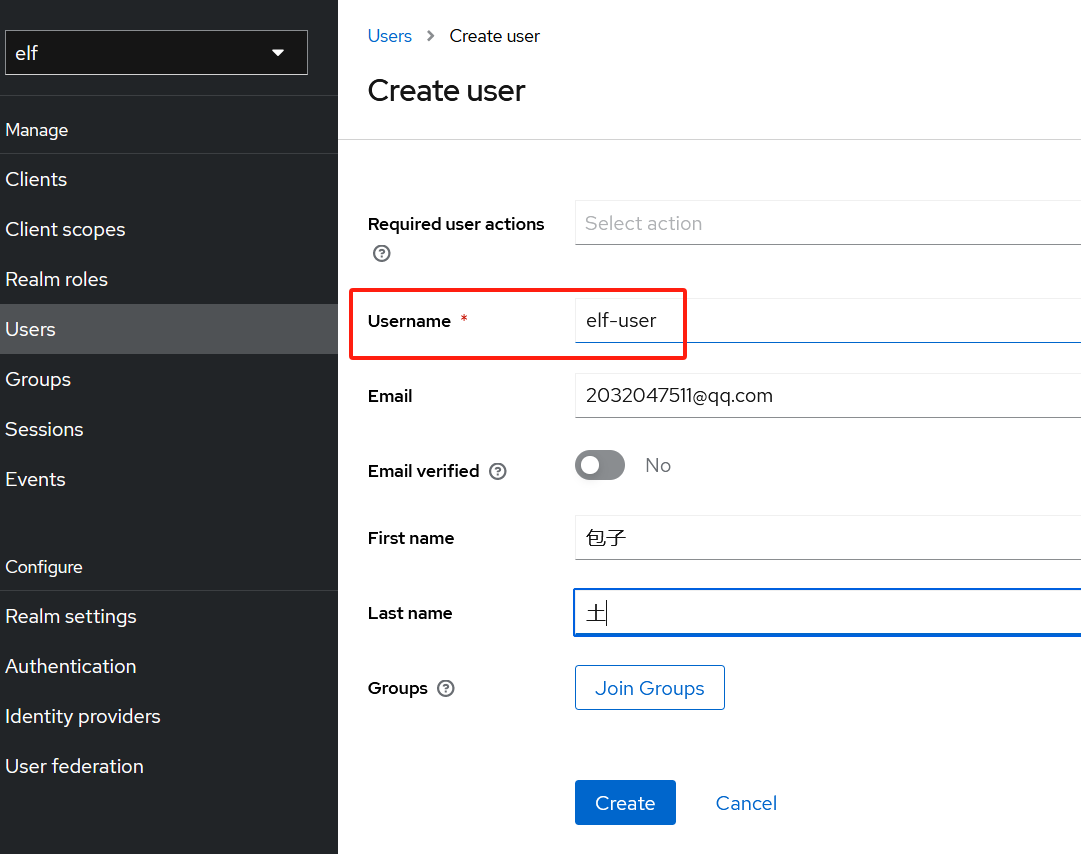 elf
Manage
Clients
Client scopes
Realm roles
Users
Groups
Sessions
Events
Configure
Realm settings
Authentication
Identity providers
User federation
Users > Create user
Create user
Required user actions ? Select action
Username * elf-user
Email 2032047511@qq.com
Email verified ? No
First name 包子
Last name 土
Groups ? Join Groups
Create Cancel